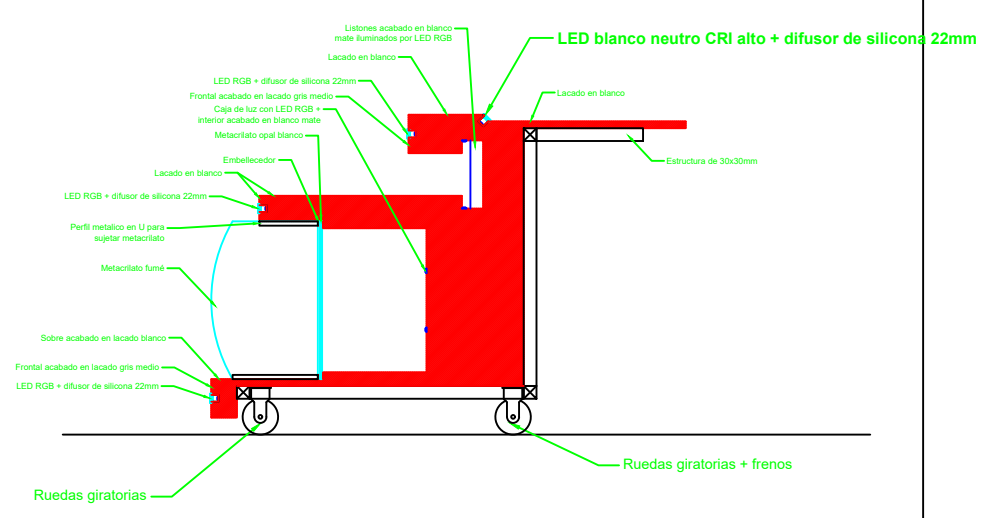 Listones acabado en blanco
mate iluminados por LED RGB
LED blanco neutro CRI alto + difusor de silicona 22mm
Lacado en blanco
LED RGB + difusor de silicona 22mm
Frontal acabado en lacado gris medio
Lacado en blanco
Caja de luz con LED RGB +
interior acabado en blanco mate
Metacrilato opal blanco
Embellecedor
Estructura de 30x30mm
Lacado en blanco
LED RGB + difusor de silicona 22mm
Perfil metalico en U para
sujetar metacrilato
Metacrilato fumé
Sobre acabado en lacado blanco
Frontal acabado en lacado gris medio
LED RGB + difusor de silicona 22mm
Ruedas giratorias + frenos
Ruedas giratorias